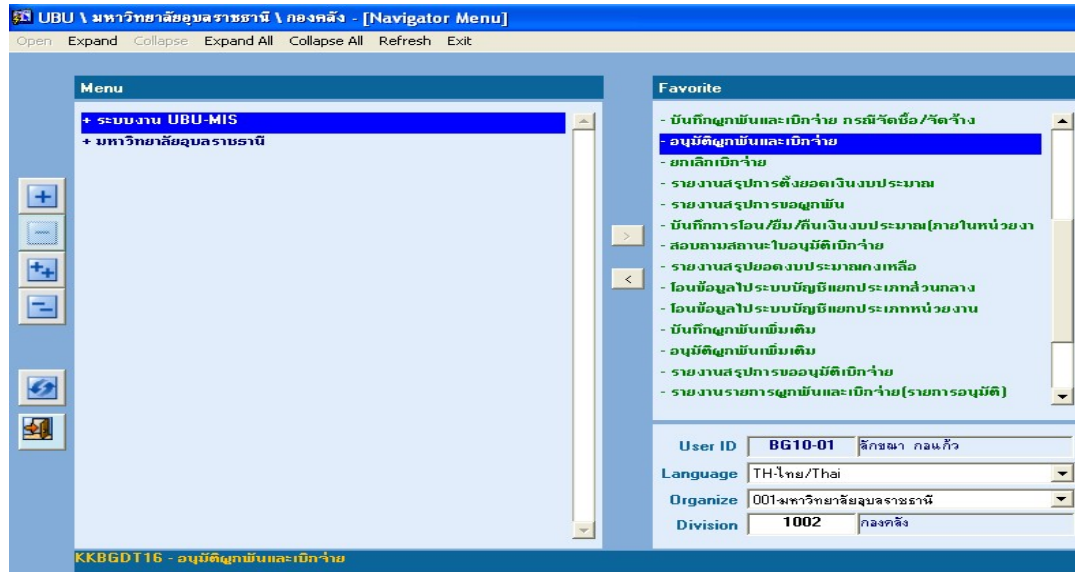 UBU \ มหาวิทยาลัยอุบลราชธานี \ กองคลัง - [Navigator Menu]
Open Expand Collapse Expand All Collapse All Refresh Exit
Menu
+ ระบบงาน UBU-MIS
+ มหาวิทยาลัยอุบลราชธานี
>
<
Favorite
- บันทึกผูกพันและเบิกจ่าย กรณีจัดซื้อ/จัดจ้าง
- อนุมัติผูกพันและเบิกจ่าย
- ยกเลิกเบิกจ่าย
- รายงานสรุปการตั้งยอดเงินงบประมาณ
- รายงานสรุปการขอผูกพัน
- บันทึกการโอน/ยืม/คืนเงินงบประมาณ(ภายในหน่วยงา
- สอบถามสถานะใบอนุมัติเบิกจ่าย
- รายงานสรุปยอดงบประมาณคงเหลือ
- โอนข้อมูลไประบบบัญชีแยกประเภทส่วนกลาง
- โอนข้อมูลไประบบบัญชีแยกประเภทหน่วยงาน
- บันทึกผูกพันเพิ่มเติม
- อนุมัติผูกพันเพิ่มเติม
- รายงานสรุปการขออนุมัติเบิกจ่าย
- รายงานรายการผูกพันและเบิกจ่าย(รายการอนุมัติ)
User ID BG10-01 ลักขณา กอแก้ว
Language TH-ไทย/Thai
Organize 001-มหาวิทยาลัยอุบลราชธานี
Division 1002 กองคลัง
KKBGDT16 - อนุมัติผูกพันและเบิกจ่าย